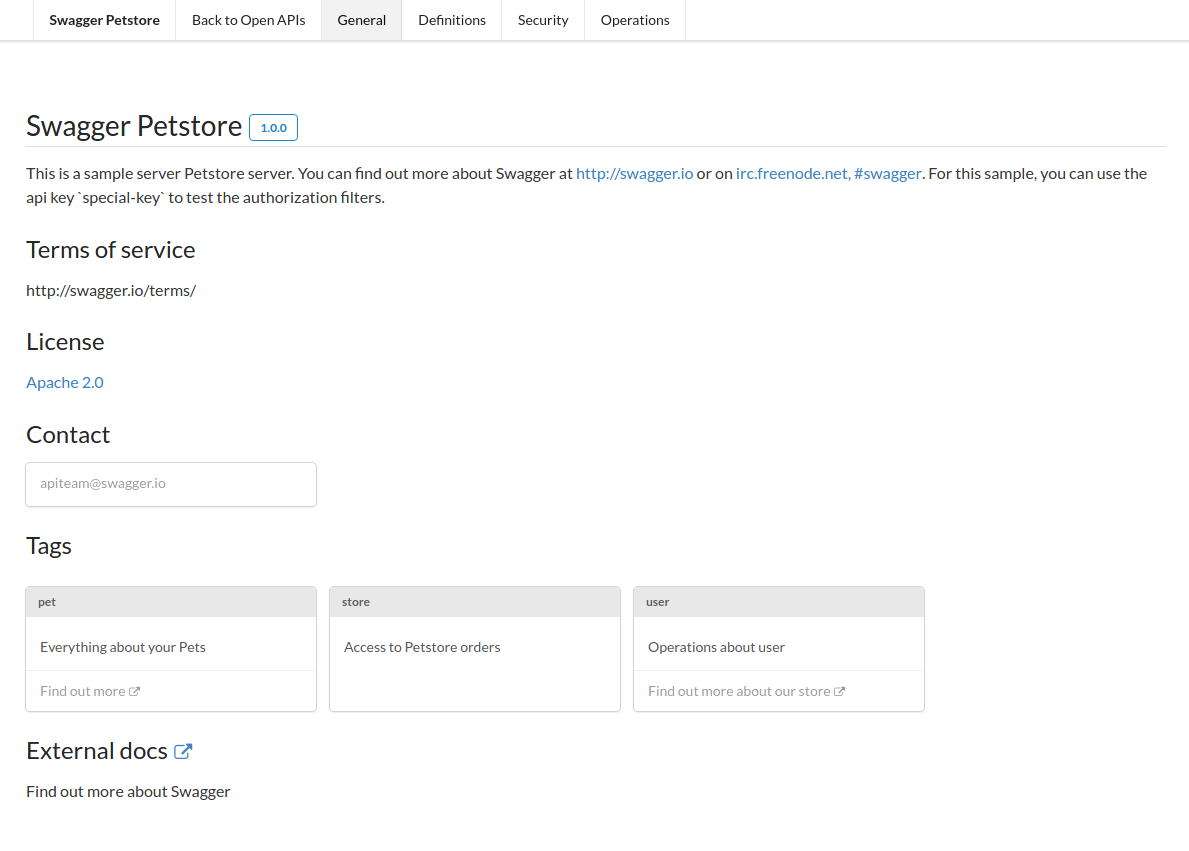 Swagger Petstore Back to Open APIs General Definitions Security Operations
Swagger Petstore 1.0.0
This is a sample server Petstore server. You can find out more about Swagger at http://swagger.io or on irc.freenode.net, #swagger. For this sample, you can use the
api key `special-key` to test the authorization filters.
Terms of service
http://swagger.io/terms/
License
Apache 2.0
Contact
apiteam@swagger.io
Tags
pet store user
Everything about your Pets Access to Petstore orders Operations about user
Find out more Find out more about our store
External docs
Find out more about Swagger